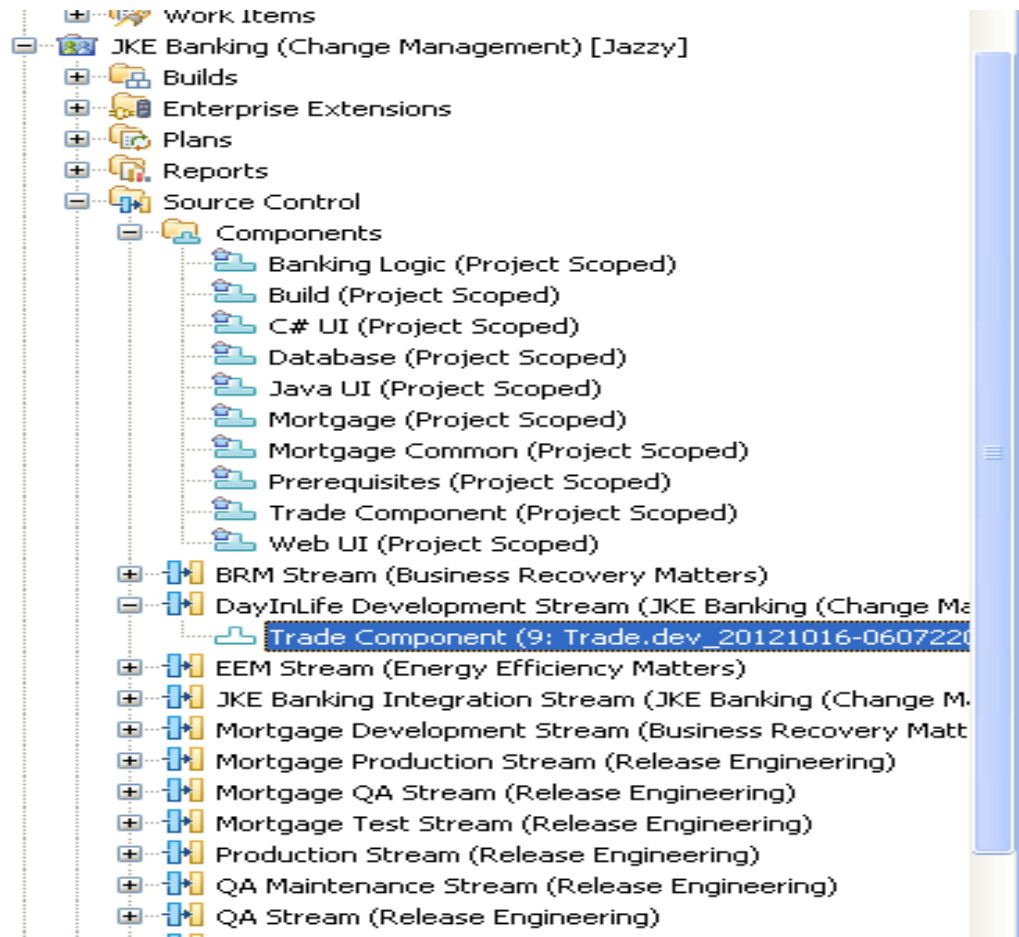 Work Items
JKE Banking (Change Management) [Jazzy]
Builds
Enterprise Extensions
Plans
Reports
Source Control
Components
Banking Logic (Project Scoped)
Build (Project Scoped)
C# UI (Project Scoped)
Database (Project Scoped)
Java UI (Project Scoped)
Mortgage (Project Scoped)
Mortgage Common (Project Scoped)
Prerequisites (Project Scoped)
Trade Component (Project Scoped)
Web UI (Project Scoped)
BRM Stream (Business Recovery Matters)
DayInLife Development Stream (JKE Banking (Change Ma
Trade Component (9: Trade.dev_20121016-0607220
EEM Stream (Energy Efficiency Matters)
JKE Banking Integration Stream (JKE Banking (Change M
Mortgage Development Stream (Business Recovery Matt
Mortgage Production Stream (Release Engineering)
Mortgage QA Stream (Release Engineering)
Mortgage Test Stream (Release Engineering)
Production Stream (Release Engineering)
QA Maintenance Stream (Release Engineering)
QA Stream (Release Engineering)